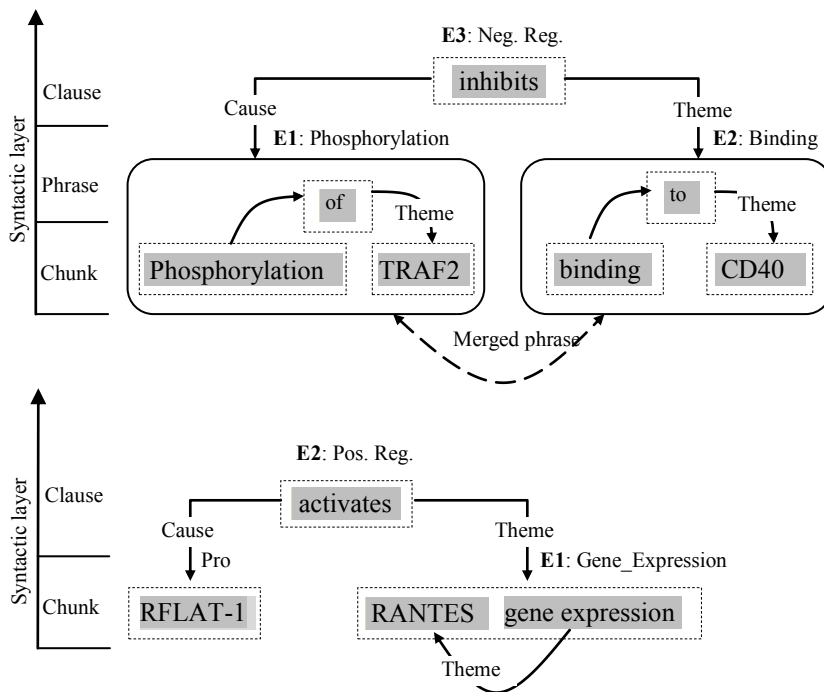 E3: Neg. Reg.
inhibits
Clause
Cause
Theme
E1: Phosphorylation
E2: Binding
Syntactic layer
Phrase
of
to
Theme
Theme
Chunk
Phosphorylation
TRAF2
binding
CD40
Merged phrase
E2: Pos. Reg.
Clause
activates
Syntactic layer
Cause
Theme
Pro
E1: Gene_Expression
Chunk
RFLAT-1
RANTES
gene expression
Theme